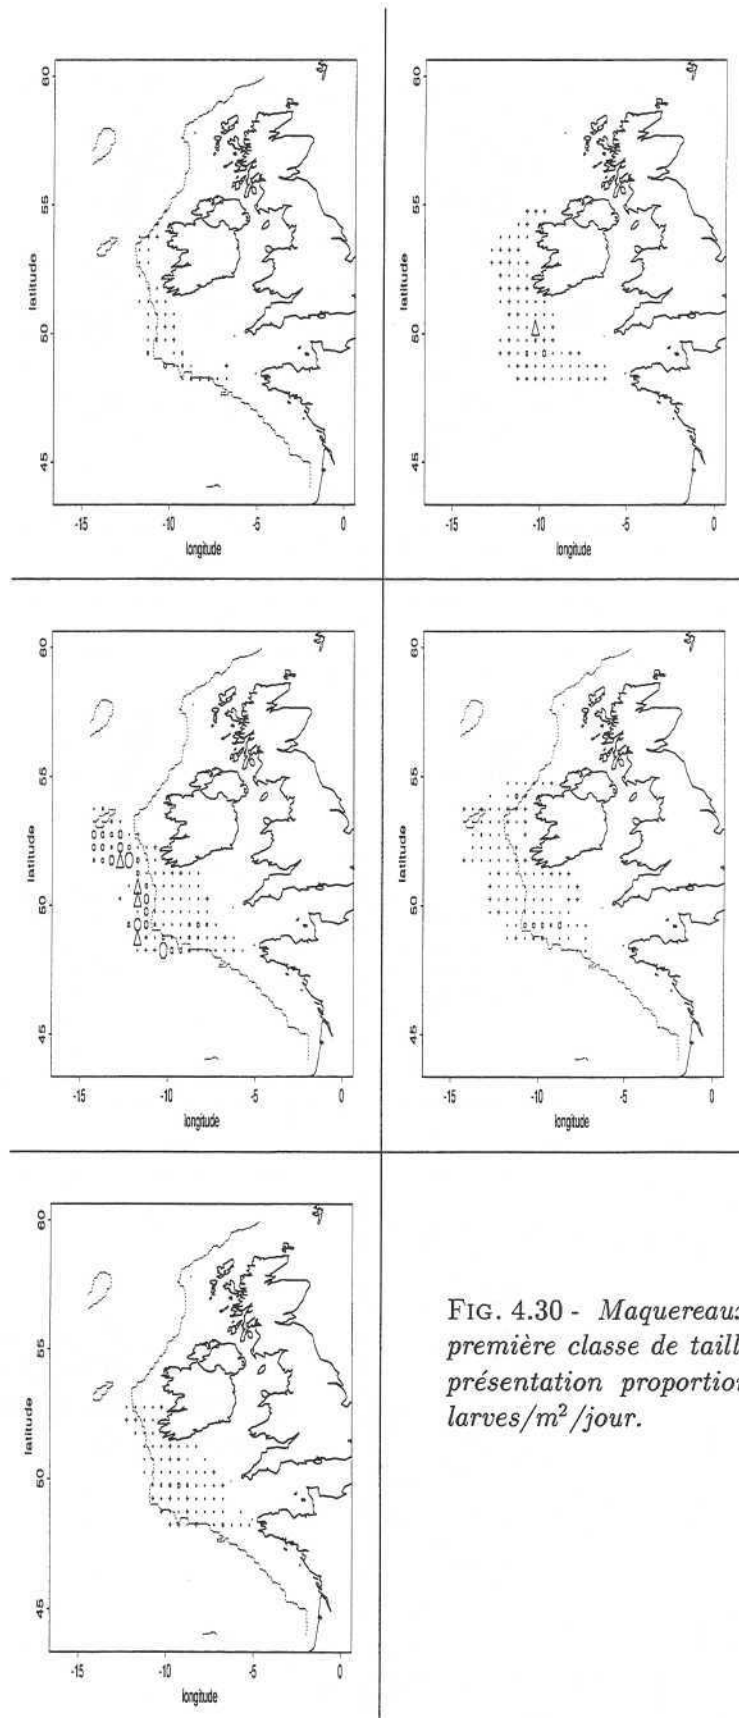 latitude
45 50 55 60
longitude
-15 -10 -5 0
latitude
45 50 55 60
longitude
-15 -10 -5 0
latitude
45 50 55 60
longitude
-15 -10 -5 0
latitude
45 50 55 60
longitude
-15 -10 -5 0
latitude
45 50 55 60
longitude
-15 -10 -5 0
FIG. 4.30 - Maquereau
première classe de taill
présentation proportion
larves/m²/jour.